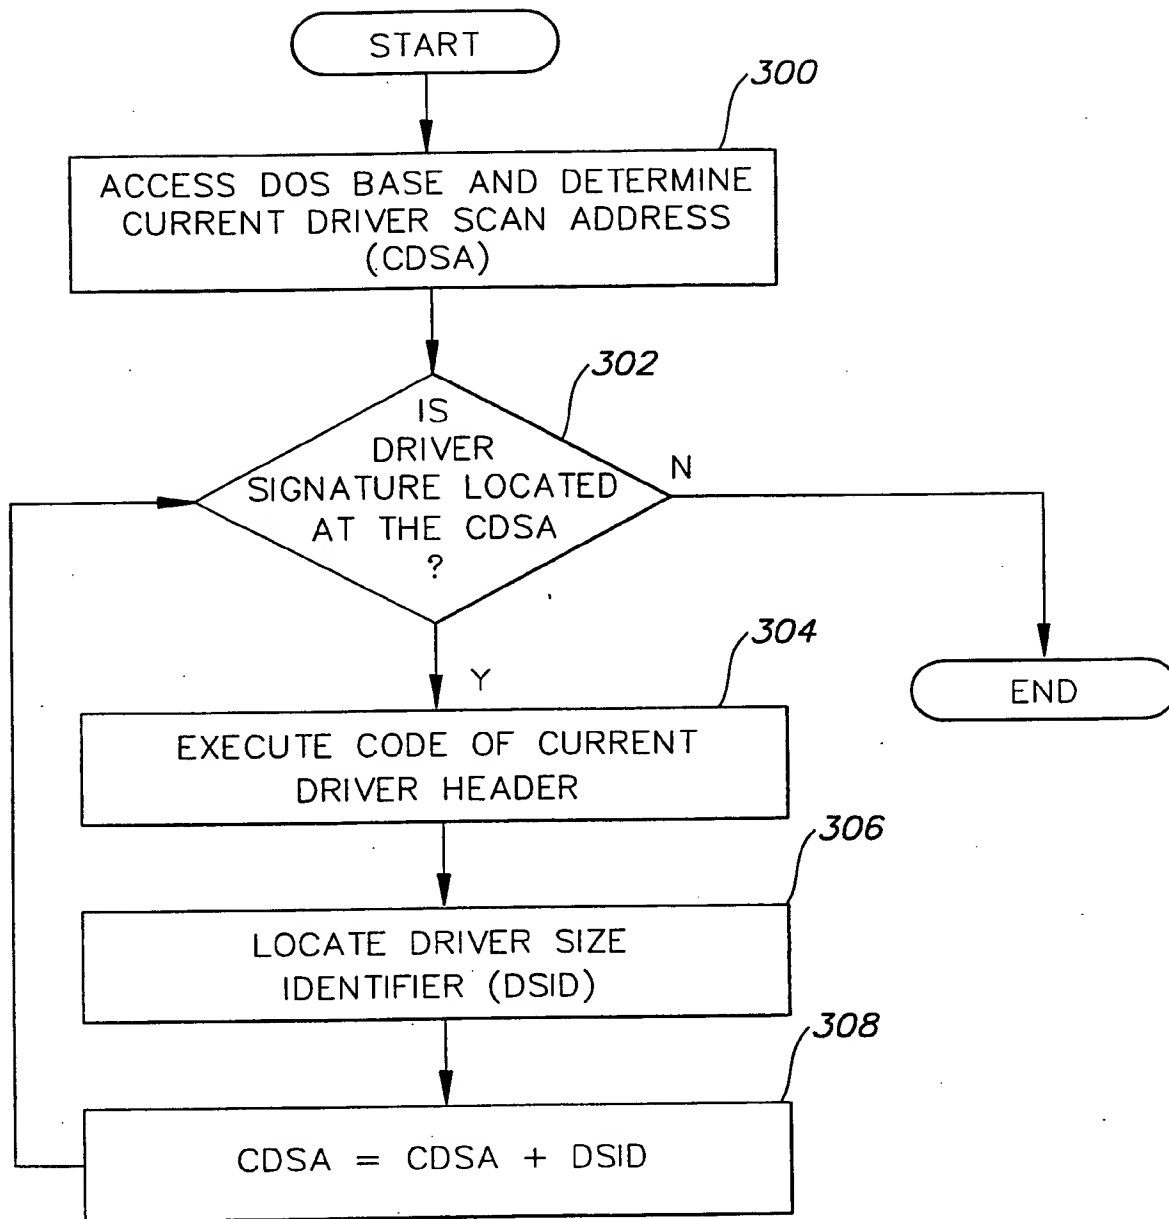 START
300
ACCESS DOS BASE AND DETERMINE
CURRENT DRIVER SCAN ADDRESS
(CDSA)
302
IS
DRIVER
SIGNATURE LOCATED
AT THE CDSA
?
N
Y
304
END
EXECUTE CODE OF CURRENT
DRIVER HEADER
306
LOCATE DRIVER SIZE
IDENTIFIER (DSID)
308
CDSA = CDSA + DSID